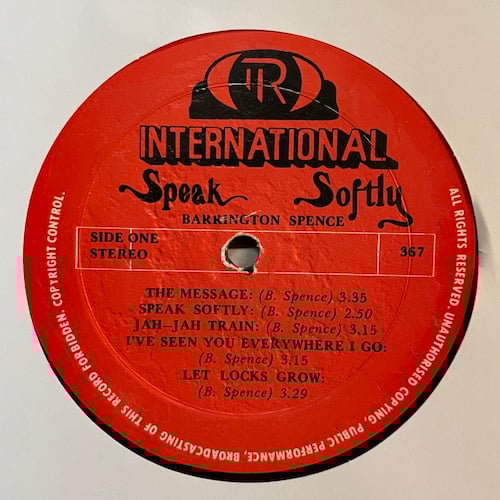 TR
INTERNATIONAL
Speak Softly
BARRINGTON SPENCE
SIDE ONE
STEREO
367
THE MESSAGE: (B. Spence) 3.35
SPEAK SOFTLY: (B. Spence) 2.50
JAH—JAH TRAIN: (B. Spence) 3.15
I'VE SEEN YOU EVERYWHERE I GO:
(B. Spence) 3.15
LET LOCKS GROW:
(B. Spence) 3.29
ALL RIGHTS RESERVED, UNAUTHORISED COPYING, PUBLIC PERFORMANCE, BROADCASTING OF THIS RECORD FORBIDDEN. COPYRIGHT CONTROL.